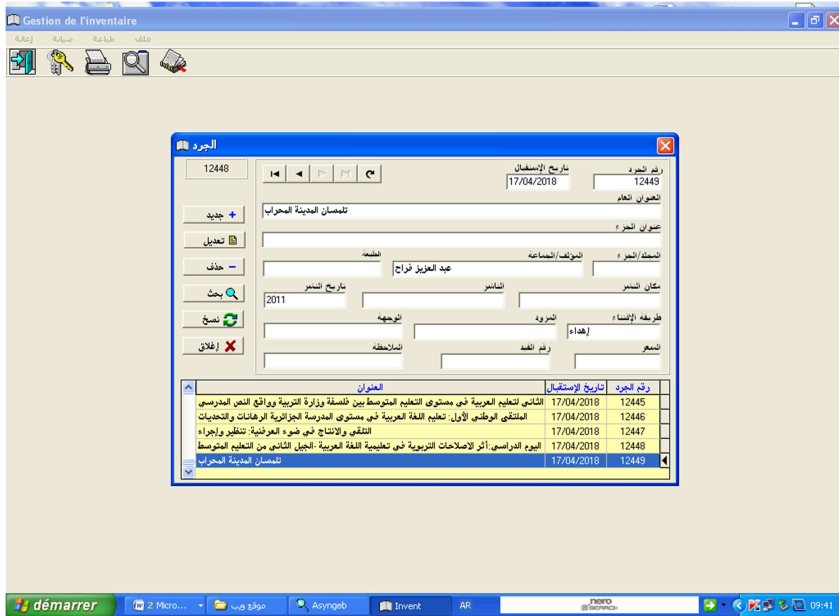 Gestion de l'inventaire
ملف طباعة صيانة إعانة
الجرد
12448
رقم الجرد تاريخ الإستقبال
12449 17/04/2018
العنوان العام
تلمسان المدينة المحراب
عنوان الجزء
المجلد/الجزء المؤلف/الجماعة الطبعة
عبد العزيز فراح
مكان النشر الناشر تاريخ النشر
2011
طريقة الإقتناء المزود الوجهة
إهداء
السعر رقم القيد الملاحظة
جديد
تعديل
حذف
بحث
نسخ
إغلاق
رقم الجرد تاريخ الإستقبال العنوان
12445 17/04/2018 الثاني لتعليم العربية في مستوى التعليم المتوسط بين فلسفة وزارة التربية وواقع النص المدرسي
12446 17/04/2018 الملتقى الوطني الأول: تعليم اللغة العربية في مستوى المدرسة الجزائرية الرهانات والتحديات
12447 17/04/2018 التلقي والانتاج في ضوء العرفنية: تنظير وإجراء
12448 17/04/2018 اليوم الدراسي:أثر الاصلاحات التربوية في تعليمية اللغة العربية -الجيل الثاني من التعليم المتوسط
12449 17/04/2018 تلمسان المدينة المحراب
démarrer 2 Micro... موقع ويب Asyngeb Invent AR nero SEARCH 09:41